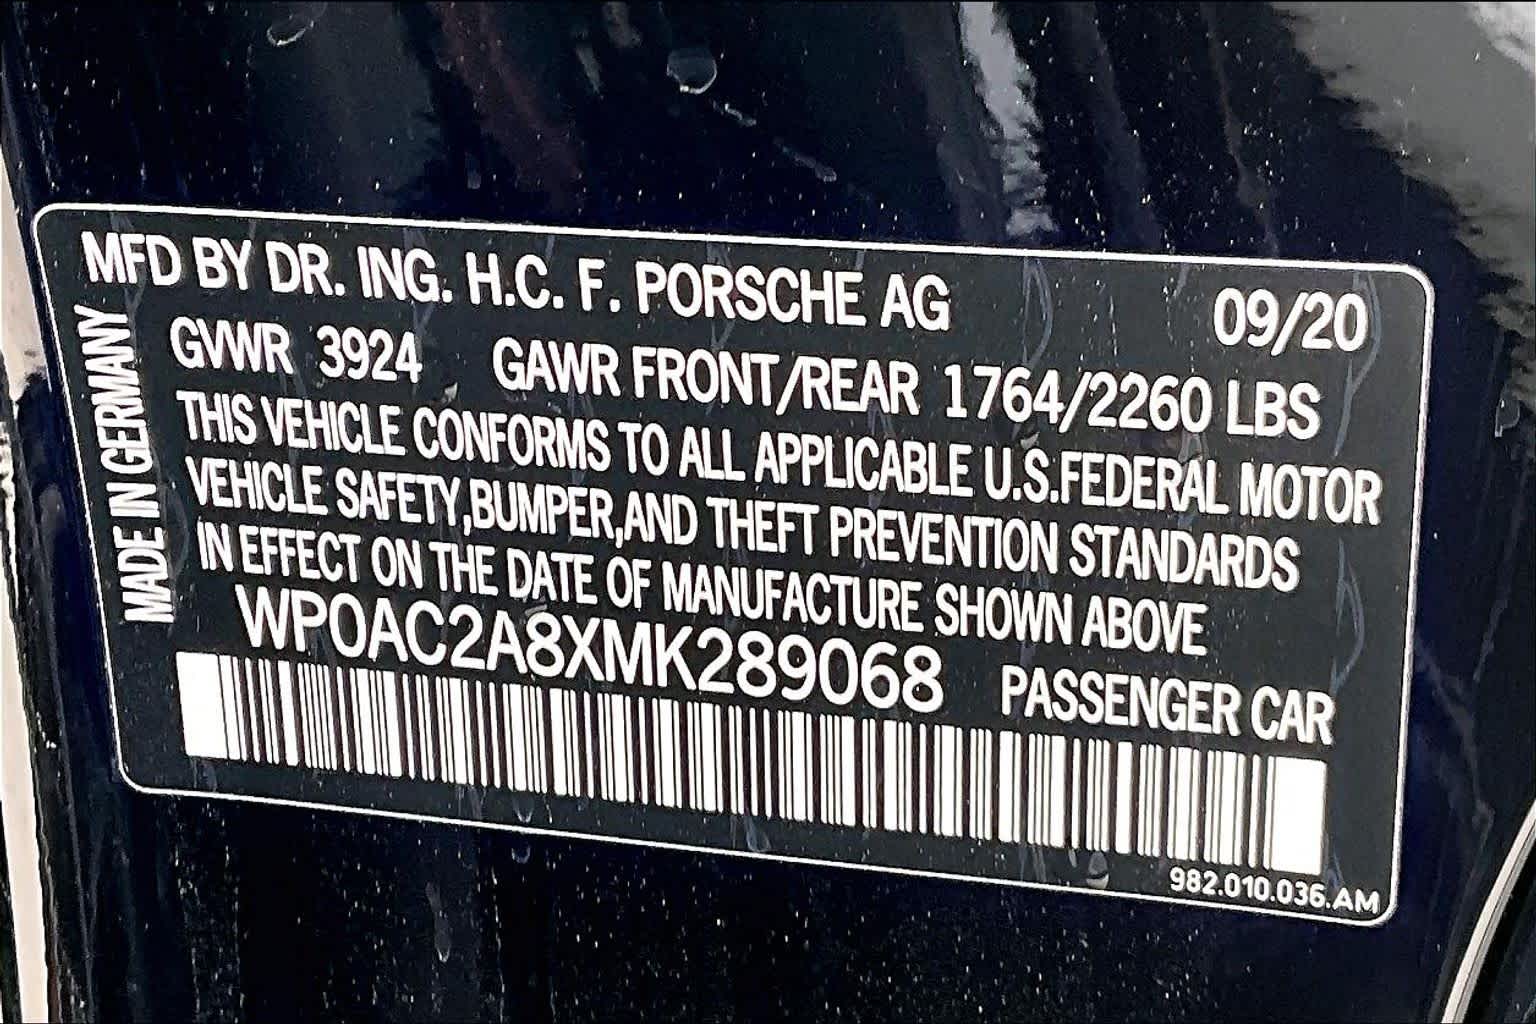 MFD BY DR. ING. H.C. F. PORSCHE AG 09/20
GVWR 3924 GAWR FRONT/REAR 1764/2260 LBS
THIS VEHICLE CONFORMS TO ALL APPLICABLE U.S.FEDERAL MOTOR
VEHICLE SAFETY,BUMPER,AND THEFT PREVENTION STANDARDS
IN EFFECT ON THE DATE OF MANUFACTURE SHOWN ABOVE
WP0AC2A8XMK289068 PASSENGER CAR
982.010.036.AM
MADE IN GERMANY